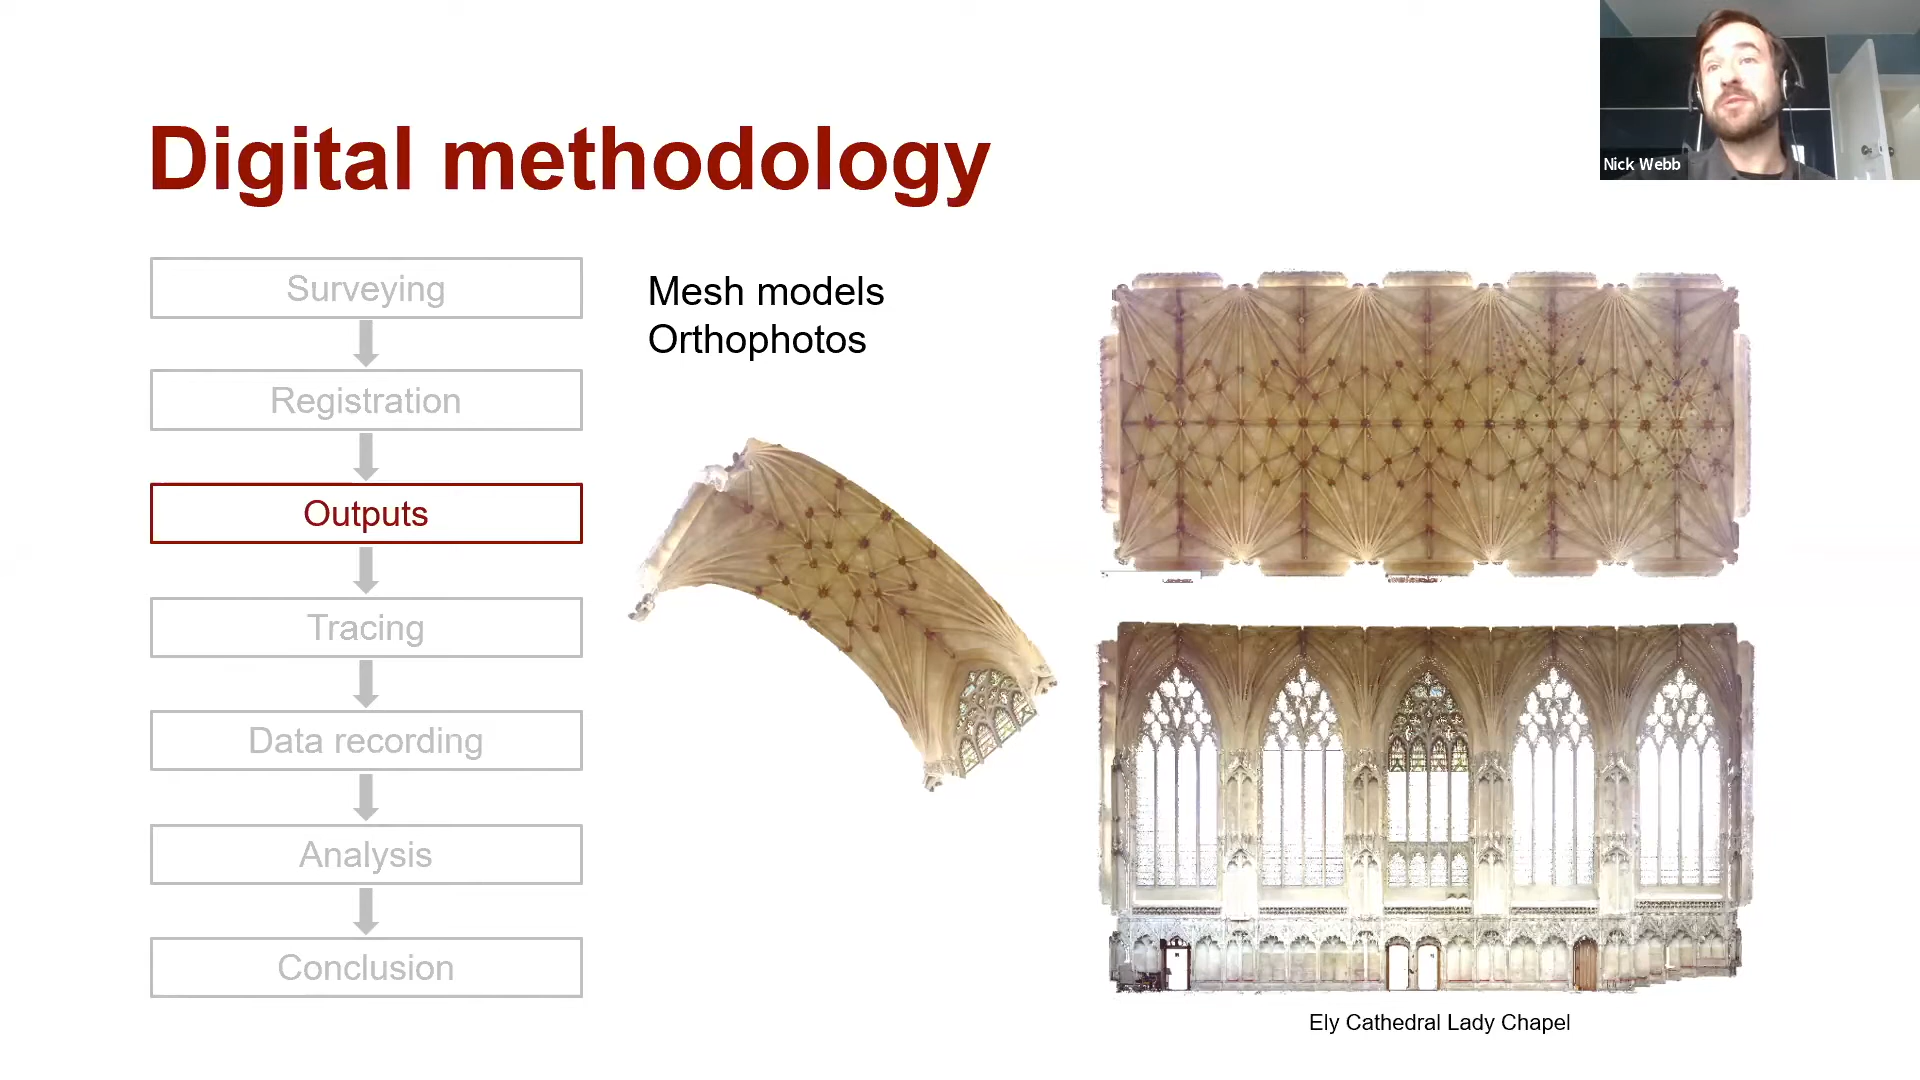 Nick Webb
Digital methodology
Surveying
Registration
Outputs
Tracing
Data recording
Analysis
Conclusion
Mesh models
Orthophotos
Ely Cathedral Lady Chapel